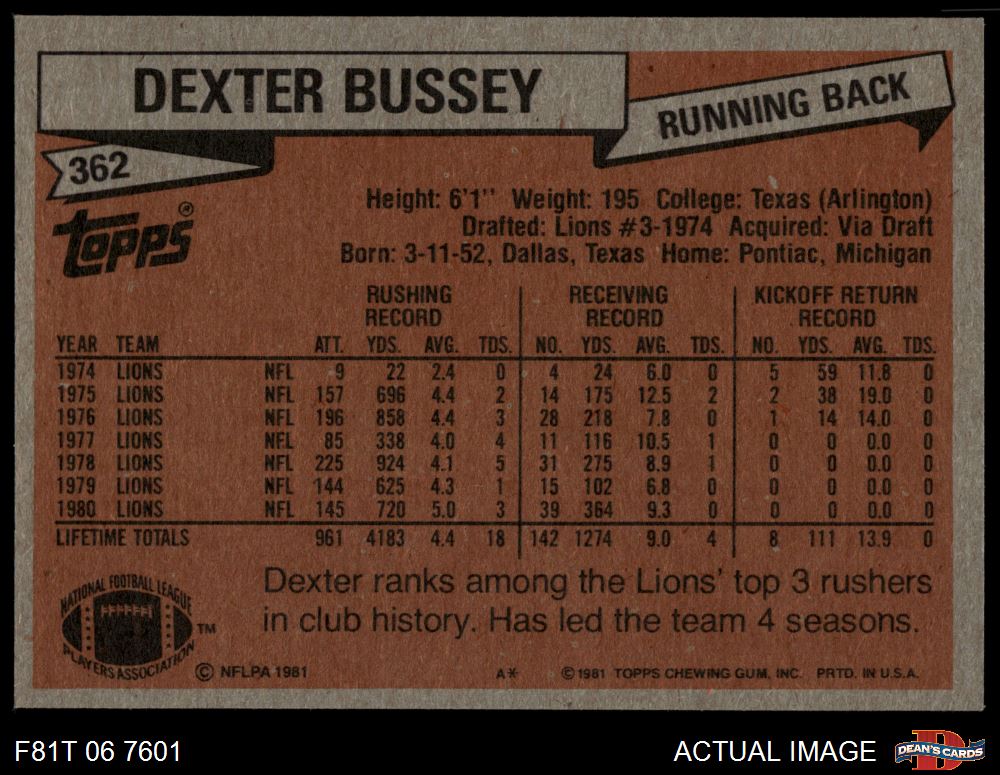 DEXTER BUSSEY
RUNNING BACK
362
Topps®
Height: 6'1" Weight: 195 College: Texas (Arlington)
Drafted: Lions #3-1974 Acquired: Via Draft
Born: 3-11-52, Dallas, Texas Home: Pontiac, Michigan
RUSHING RECORD RECEIVING RECORD KICKOFF RETURN RECORD
YEAR TEAM ATT. YDS. AVG. TDS. NO. YDS. AVG. TDS. NO. YDS. AVG. TDS.
1974 LIONS NFL 9 22 2.4 0 4 24 6.0 0 5 59 11.8 0
1975 LIONS NFL 157 696 4.4 2 14 175 12.5 2 2 38 19.0 0
1976 LIONS NFL 196 858 4.4 3 28 218 7.8 0 1 14 14.0 0
1977 LIONS NFL 85 338 4.0 4 11 116 10.5 1 0 0 0.0 0
1978 LIONS NFL 225 924 4.1 5 31 275 8.9 1 0 0 0.0 0
1979 LIONS NFL 144 625 4.3 1 15 102 6.8 0 0 0 0.0 0
1980 LIONS NFL 145 720 5.0 3 39 364 9.3 0 0 0 0.0 0
LIFETIME TOTALS 961 4183 4.4 18 142 1274 9.0 4 8 111 13.9 0
Dexter ranks among the Lions' top 3 rushers
in club history. Has led the team 4 seasons.
NATIONAL FOOTBALL LEAGUE
PLAYERS ASSOCIATION
TM
© NFLPA 1981 A* ©1981 TOPPS CHEWING GUM, INC. PRTD. IN U.S.A.
F81T 06 7601 ACTUAL IMAGE
D
DEAN'S CARDS